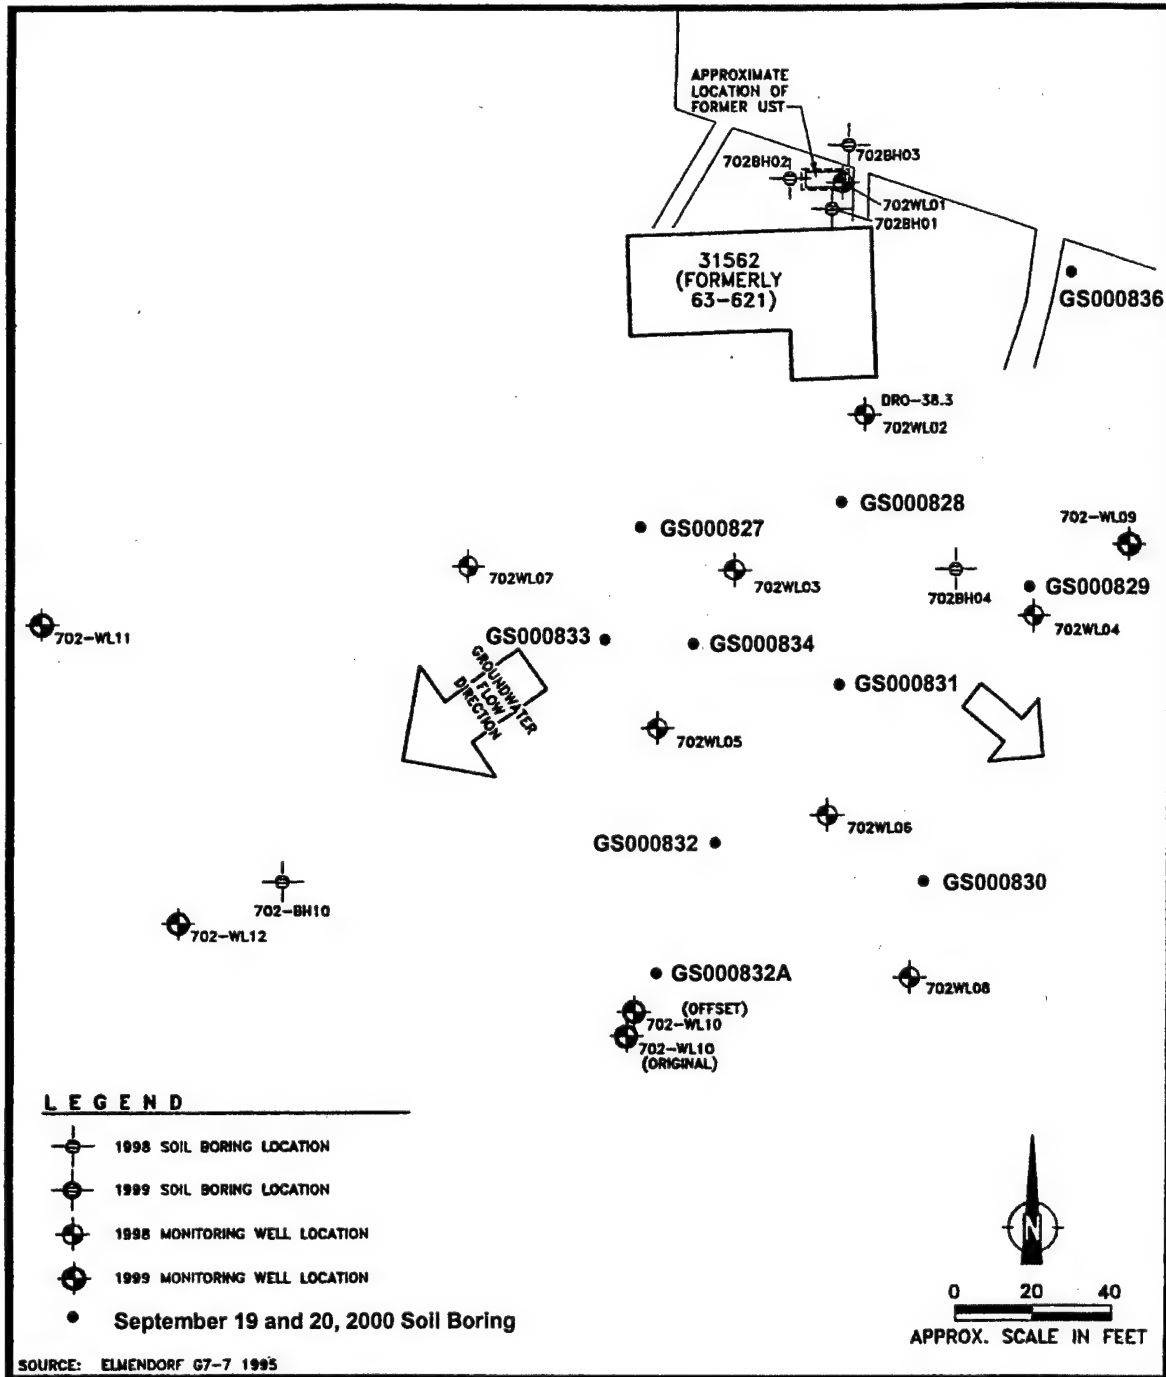 APPROXIMATE
LOCATION OF
FORMER UST
702BH03
702BH02
702WL01
702BH01
31562
(FORMERLY
63-621)
GS000836
DRO-38.3
702WL02
GS000828
GS000827
702-WL09
702WL07
702WL03
702BH04
GS000829
702WL04
702-WL11
GS000833
GS000834
GROUNDWATER
FLOW
DIRECTION
GS000831
702WL05
702WL06
GS000832
GS000830
702-BH10
702-WL12
GS000832A
702WL08
(OFFSET)
702-WL10
702-WL10
(ORIGINAL)
LEGEND
1998 SOIL BORING LOCATION
1999 SOIL BORING LOCATION
1998 MONITORING WELL LOCATION
1999 MONITORING WELL LOCATION
September 19 and 20, 2000 Soil Boring
N
0 20 40
APPROX. SCALE IN FEET
SOURCE: ELMENDORF G7-7 1995